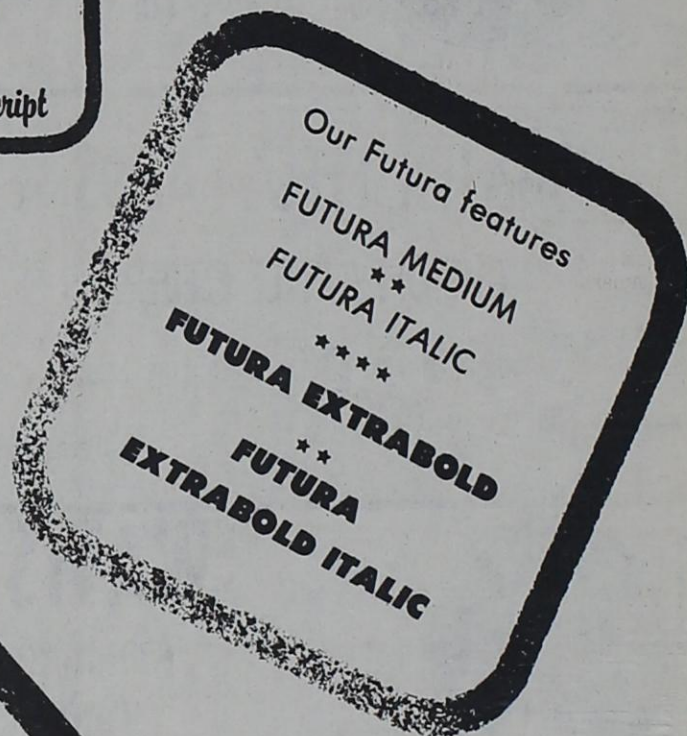 Our Futura features
FUTURA MEDIUM
★★
FUTURA ITALIC
★★★★
FUTURA EXTRABOLD
★★
FUTURA
EXTRABOLD ITALIC